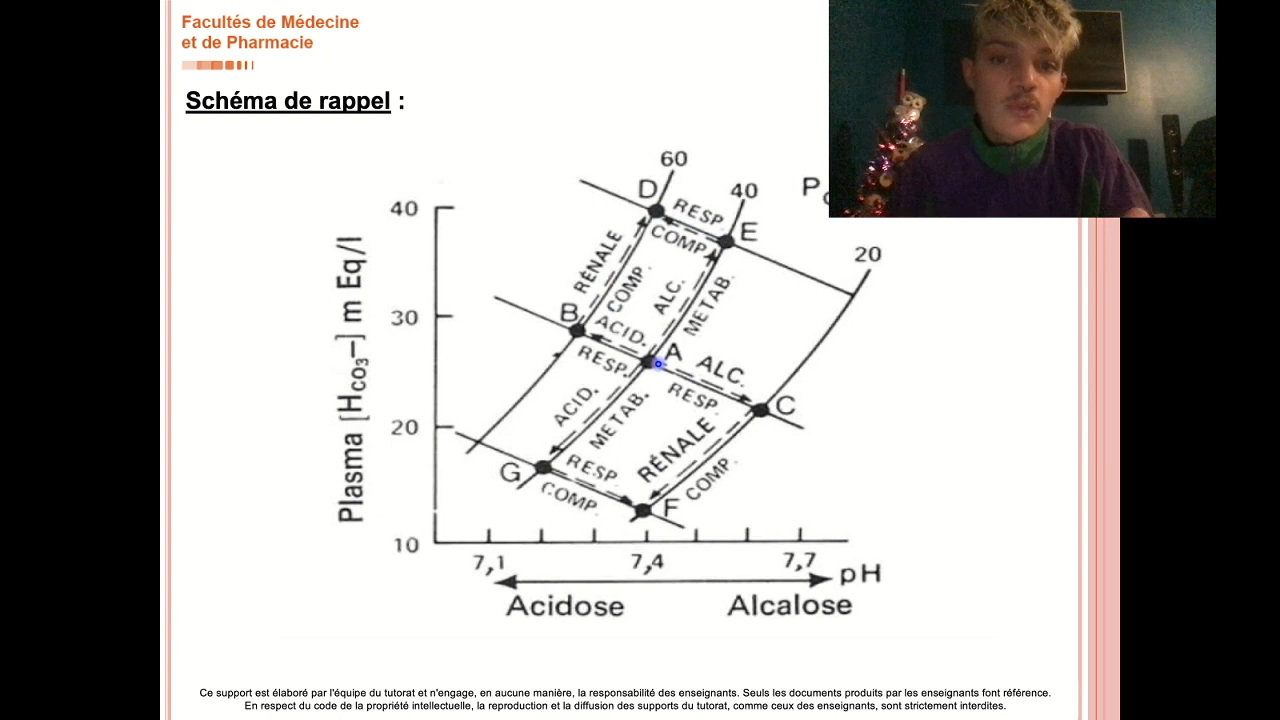 Facultés de Médecine
et de Pharmacie
Schéma de rappel :
60
40
P
20
D
RESP.
COMP.
E
RÉNALE
COMP.
ALC.
METAB.
B
ACID.
RESP.
A
ALC.
RESP.
C
ACID.
METAB.
RÉNALE
COMP.
G
RESP.
COMP.
F
40
30
20
10
Plasma [HCO3–] m Eq/l
7,1
7,4
7,7
pH
Acidose
Alcalose
Ce support est élaboré par l'équipe du tutorat et n'engage, en aucune manière, la responsabilité des enseignants. Seuls les documents produits par les enseignants font référence.
En respect du code de la propriété intellectuelle, la reproduction et la diffusion des supports du tutorat, comme ceux des enseignants, sont strictement interdites.